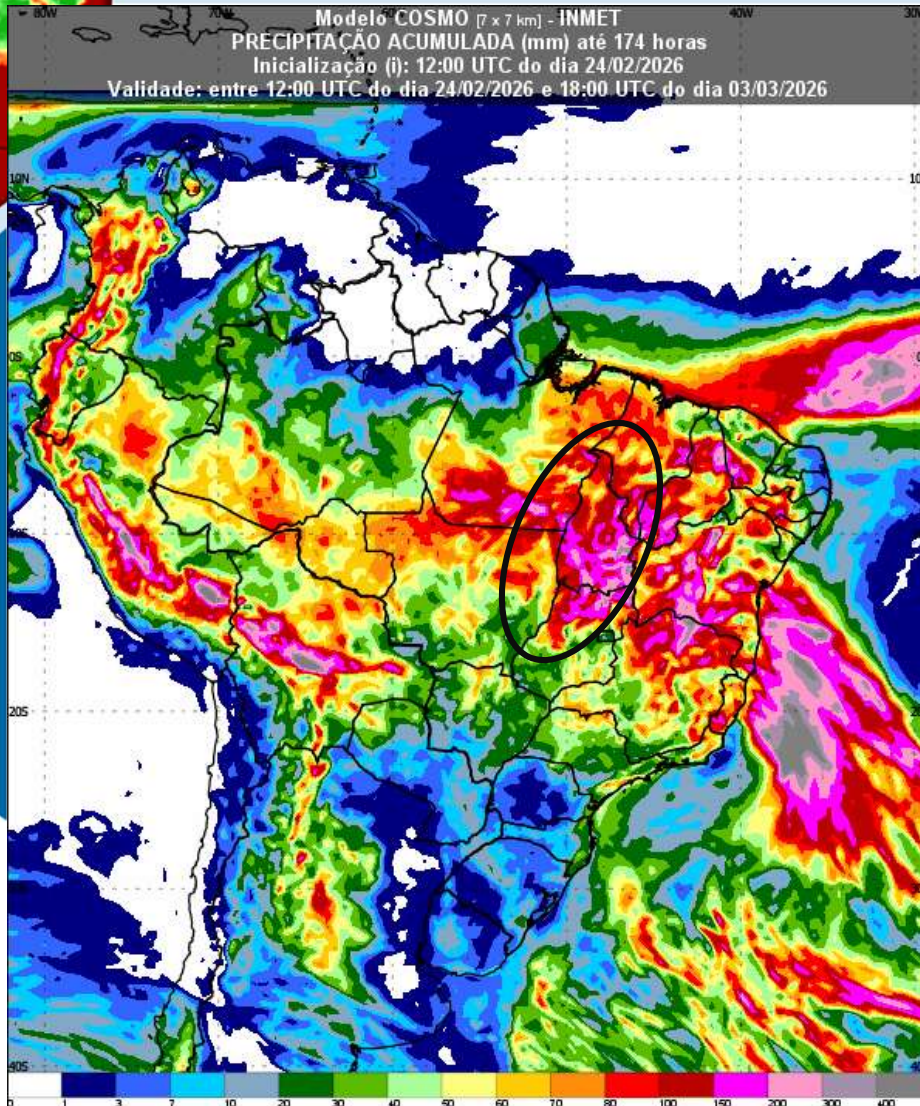 80W 70W 40W 30
Modelo COSMO [7 x 7 km] - INMET
PRECIPITAÇÃO ACUMULADA (mm) até 174 horas
Inicialização (i): 12:00 UTC do dia 24/02/2026
Validade: entre 12:00 UTC do dia 24/02/2026 e 18:00 UTC do dia 03/03/2026
10N
20S
40S
0 1 3 7 10 20 30 40 50 60 70 80 100 150 200 300 400